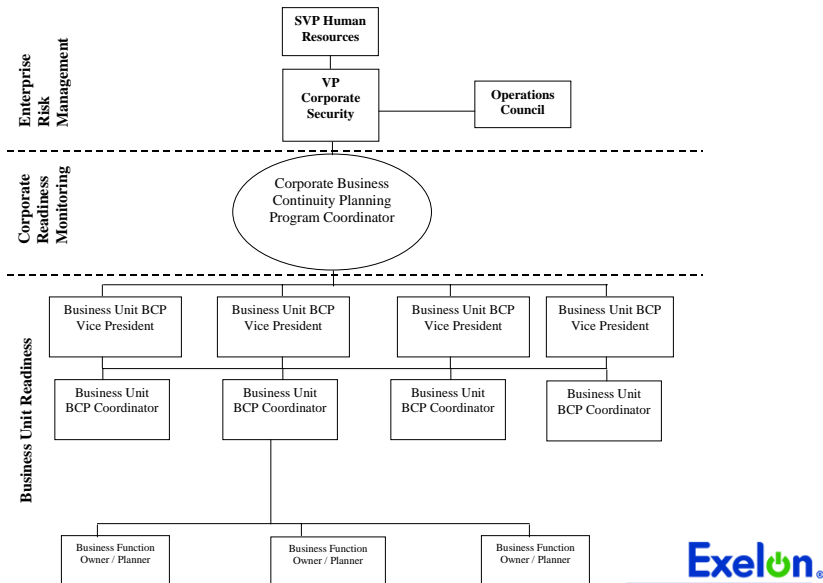 SVP Human
Resources
Enterprise
Risk
Management
VP
Corporate
Security
Operations
Council
Corporate
Readiness
Monitoring
Corporate Business
Continuity Planning
Program Coordinator
Business Unit Readiness
Business Unit BCP
Vice President
Business Unit BCP
Vice President
Business Unit BCP
Vice President
Business Unit BCP
Vice President
Business Unit
BCP Coordinator
Business Unit
BCP Coordinator
Business Unit
BCP Coordinator
Business Unit
BCP Coordinator
Business Function
Owner / Planner
Business Function
Owner / Planner
Business Function
Owner / Planner
Exelon®